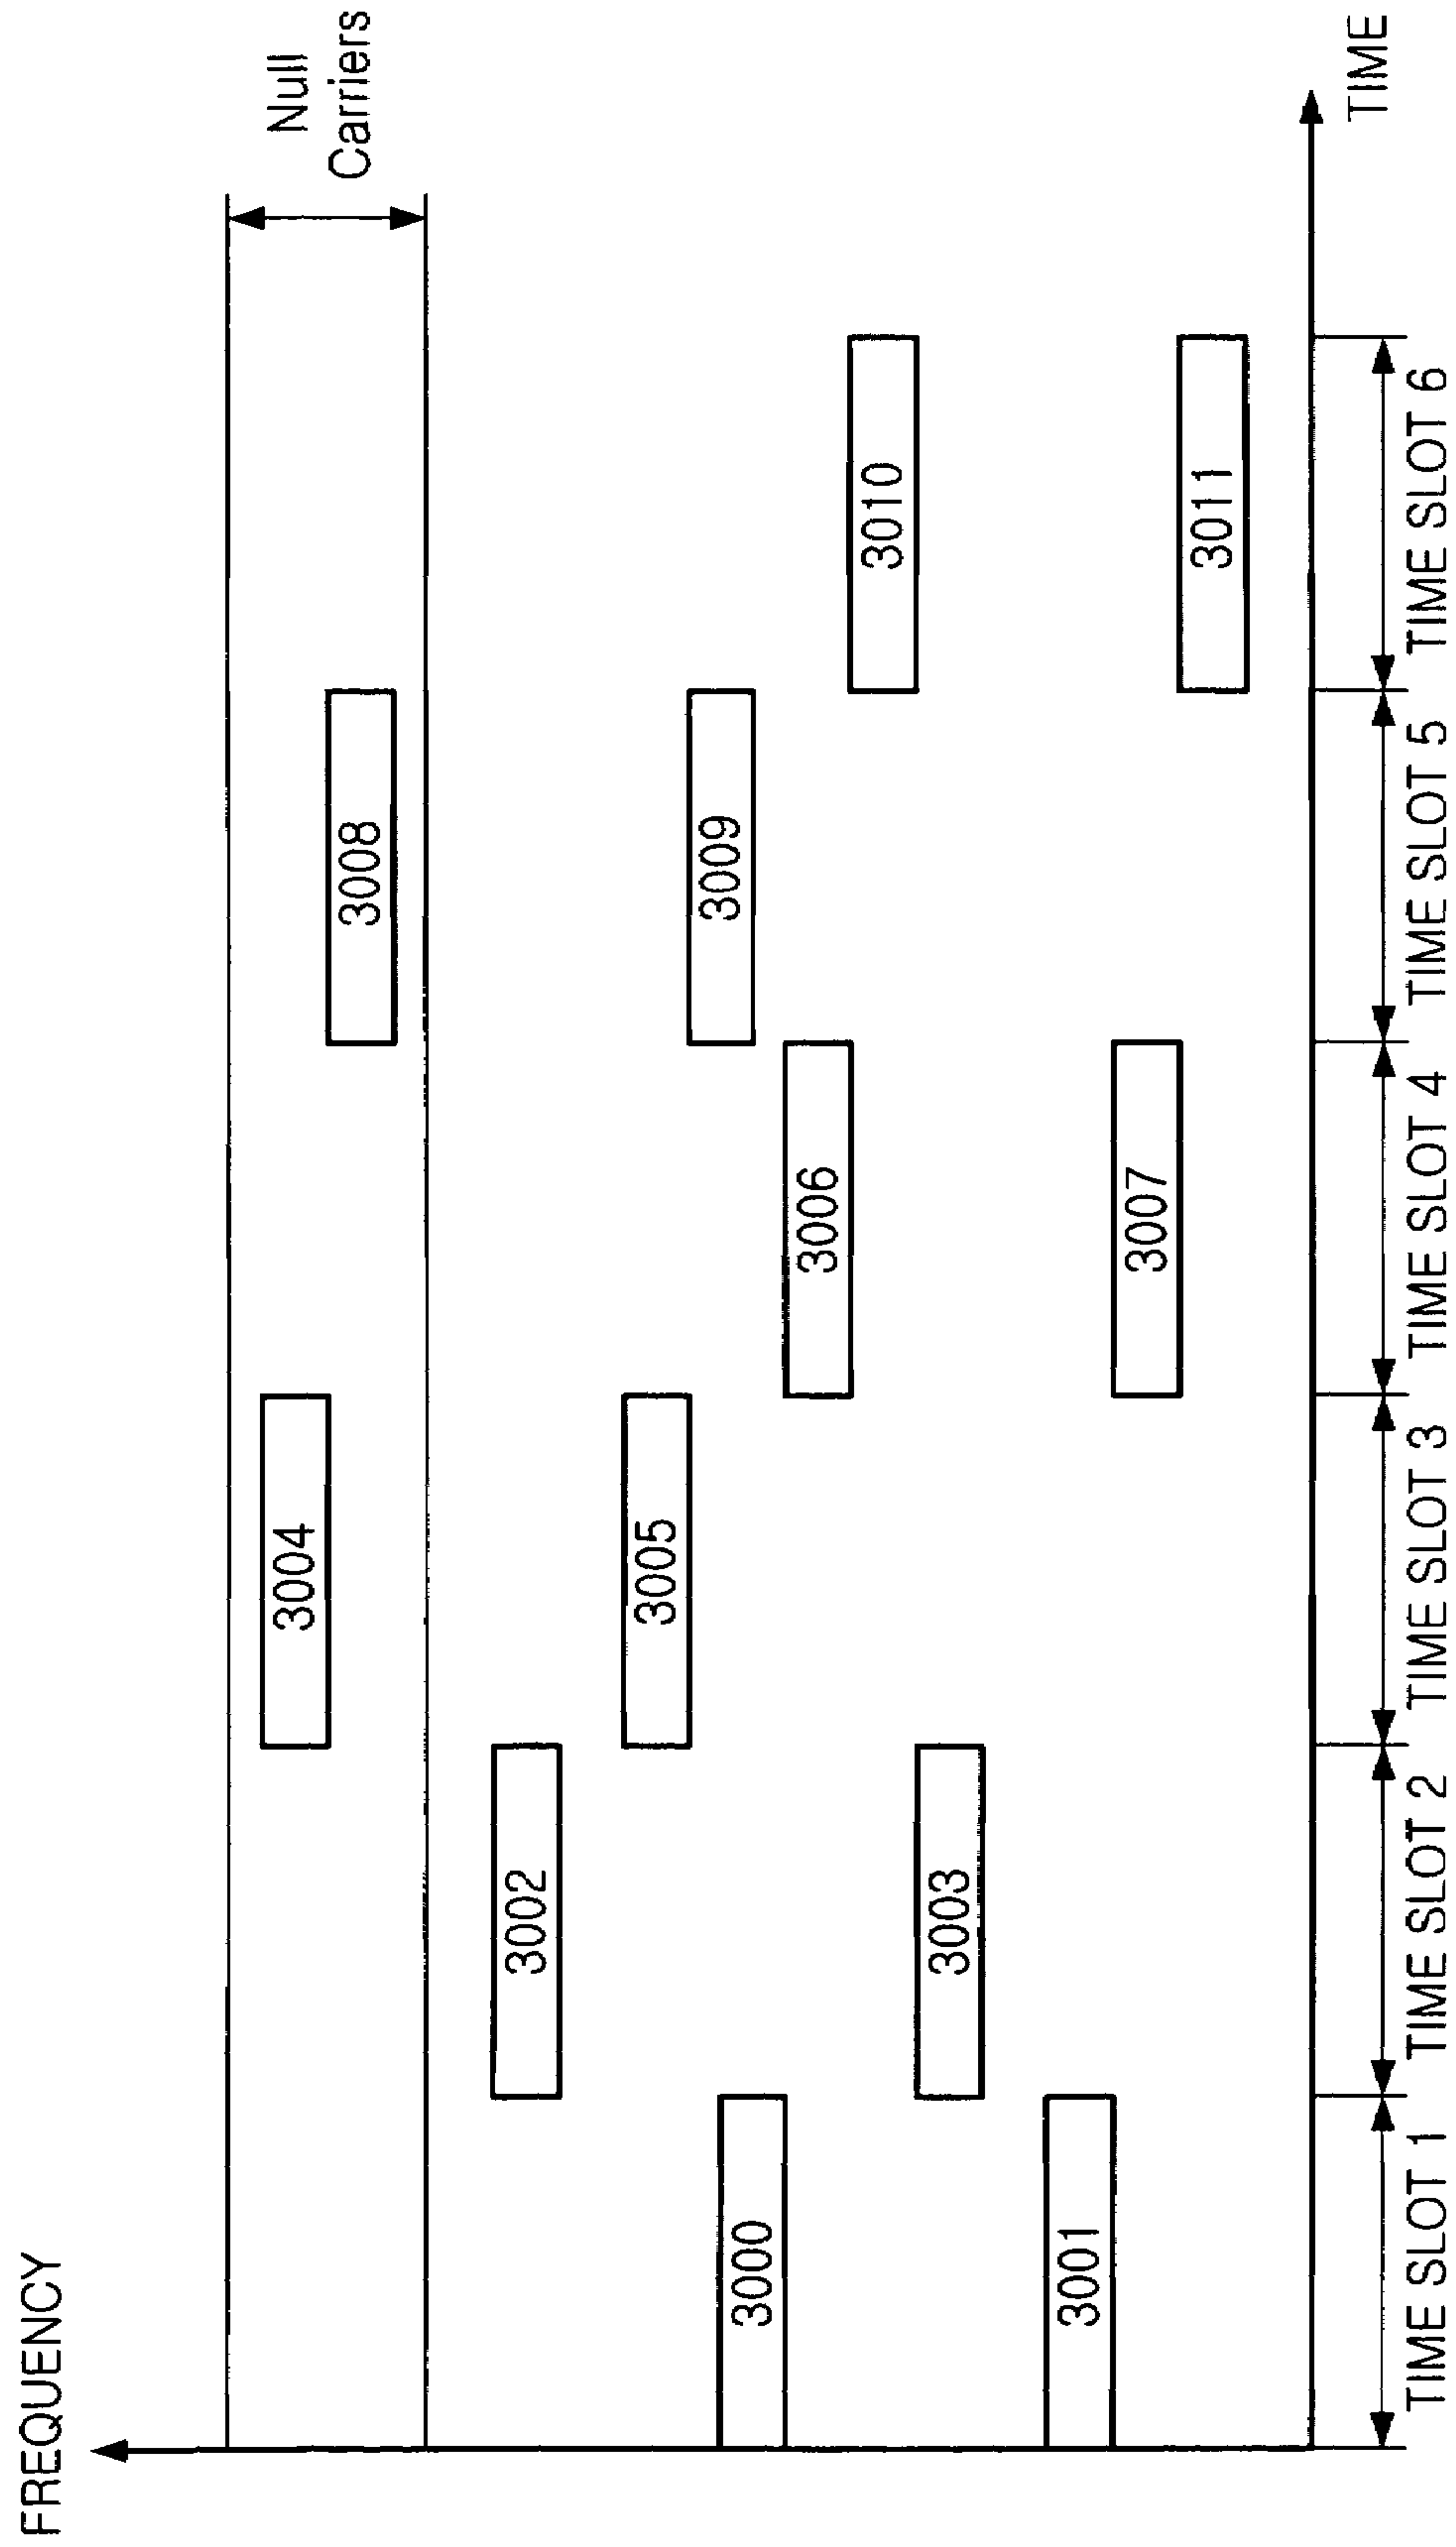 FREQUENCY
Null
Carriers
3004
3008
3002
3005
3009
3000
3006
3010
3003
3001
3007
3011
TIME
TIME SLOT 1
TIME SLOT 2
TIME SLOT 3
TIME SLOT 4
TIME SLOT 5
TIME SLOT 6